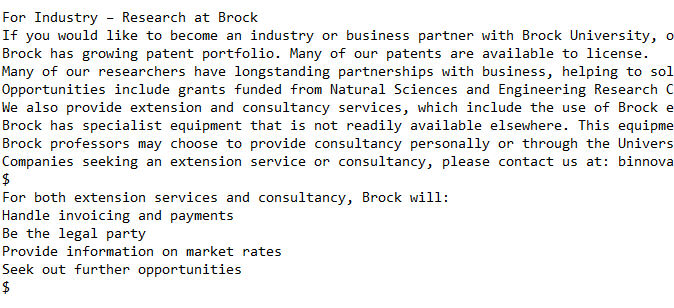 For Industry – Research at Brock
If you would like to become an industry or business partner with Brock University, o
Brock has growing patent portfolio. Many of our patents are available to license.
Many of our researchers have longstanding partnerships with business, helping to sol
Opportunities include grants funded from Natural Sciences and Engineering Research C
We also provide extension and consultancy services, which include the use of Brock e
Brock has specialist equipment that is not readily available elsewhere. This equipme
Brock professors may choose to provide consultancy personally or through the Univers
Companies seeking an extension service or consultancy, please contact us at: binnova
$
For both extension services and consultancy, Brock will:
Handle invoicing and payments
Be the legal party
Provide information on market rates
Seek out further opportunities
$